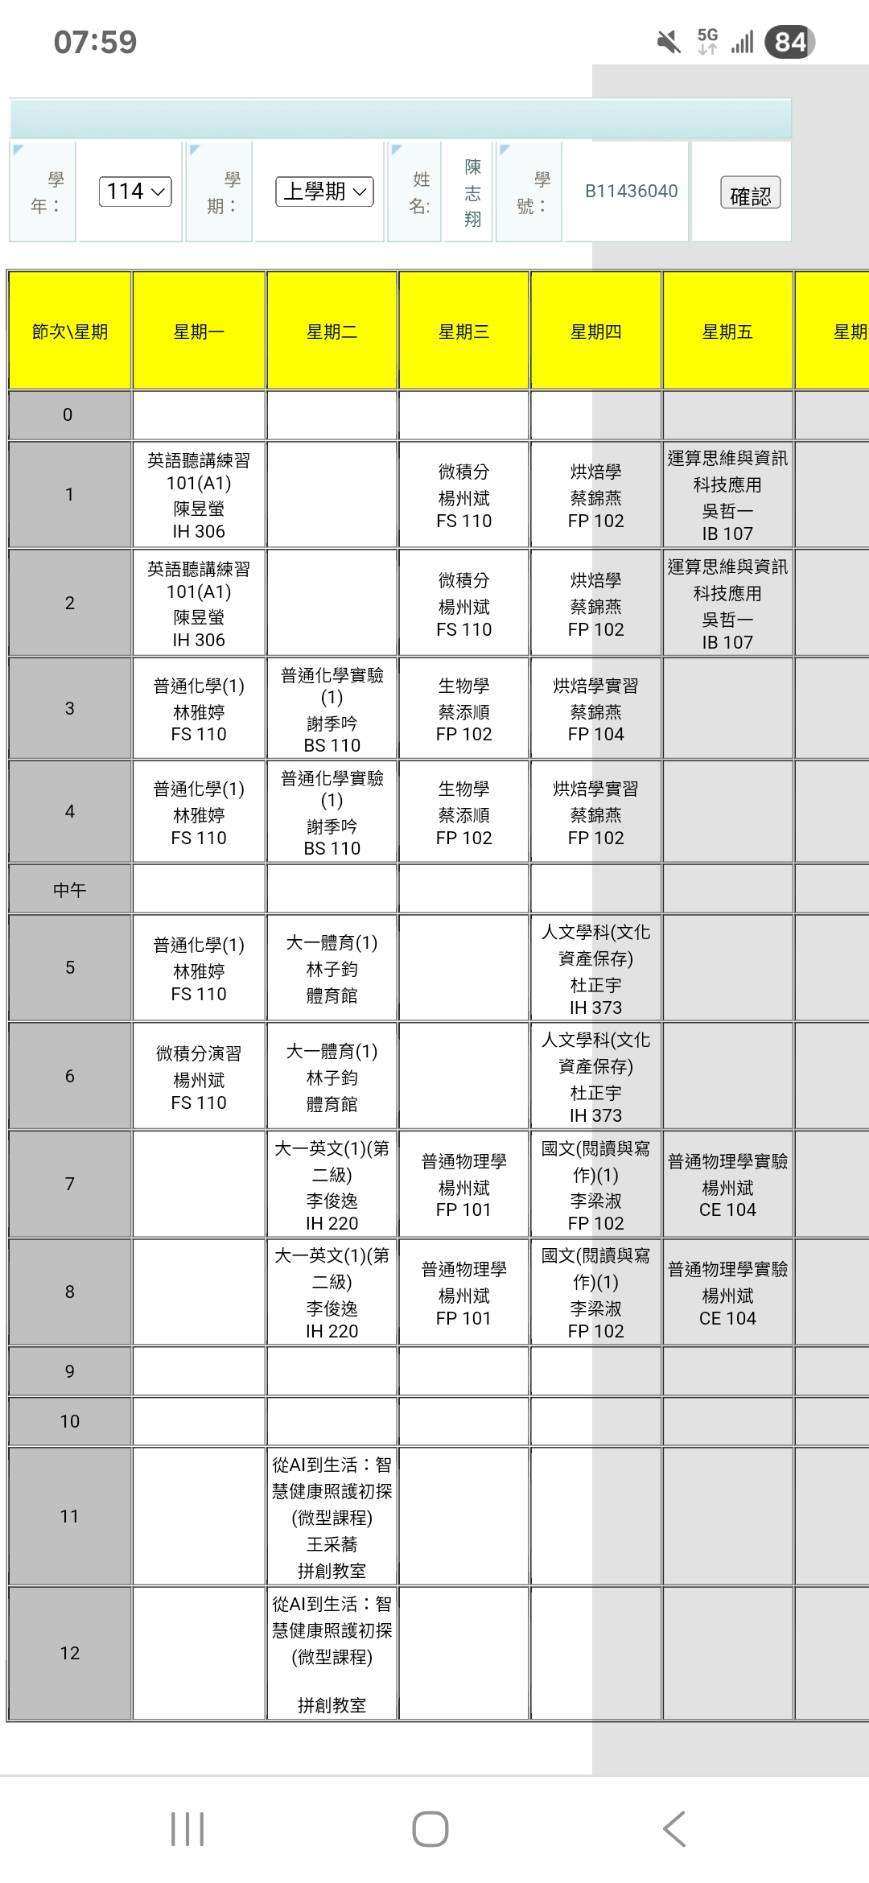 07:59
5G
84
學年：
114
學期：
上學期
姓名:
陳志翔
學號：
B11436040
確認
節次\星期
星期一
星期二
星期三
星期四
星期五
星期
0
1
英語聽講練習
101(A1)
陳昱螢
IH 306
微積分
楊州斌
FS 110
烘焙學
蔡錦燕
FP 102
運算思維與資訊
科技應用
吳哲一
IB 107
2
英語聽講練習
101(A1)
陳昱螢
IH 306
微積分
楊州斌
FS 110
烘焙學
蔡錦燕
FP 102
運算思維與資訊
科技應用
吳哲一
IB 107
3
普通化學(1)
林雅婷
FS 110
普通化學實驗
(1)
謝季吟
BS 110
生物學
蔡添順
FP 102
烘焙學實習
蔡錦燕
FP 104
4
普通化學(1)
林雅婷
FS 110
普通化學實驗
(1)
謝季吟
BS 110
生物學
蔡添順
FP 102
烘焙學實習
蔡錦燕
FP 102
中午
5
普通化學(1)
林雅婷
FS 110
大一體育(1)
林子鈞
體育館
人文學科(文化
資產保存)
杜正宇
IH 373
6
微積分演習
楊州斌
FS 110
大一體育(1)
林子鈞
體育館
人文學科(文化
資產保存)
杜正宇
IH 373
7
大一英文(1)(第
二級)
李俊逸
IH 220
普通物理學
楊州斌
FP 101
國文(閱讀與寫
作)(1)
李梁淑
FP 102
普通物理學實驗
楊州斌
CE 104
8
大一英文(1)(第
二級)
李俊逸
IH 220
普通物理學
楊州斌
FP 101
國文(閱讀與寫
作)(1)
李梁淑
FP 102
普通物理學實驗
楊州斌
CE 104
9
10
11
從AI到生活：智
慧健康照護初探
(微型課程)
王采蕎
拼創教室
12
從AI到生活：智
慧健康照護初探
(微型課程)
拼創教室